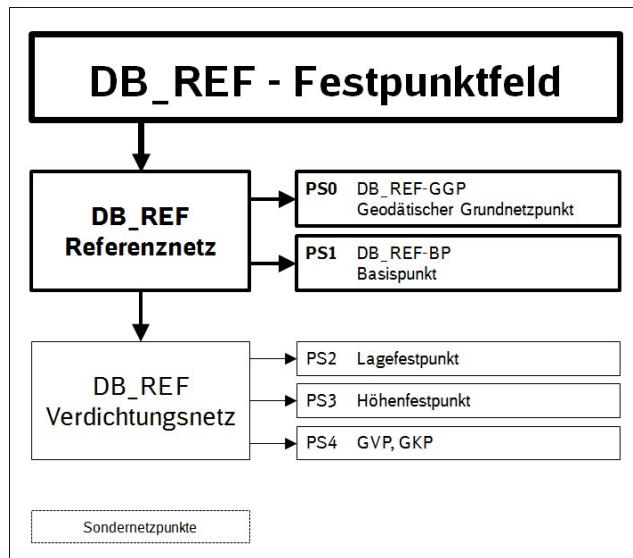 DB_REF - Festpunktfeld
DB_REF
Referenznetz
PS0 DB_REF-GGP
Geodätischer Grundnetzpunkt
PS1 DB_REF-BP
Basispunkt
DB_REF
Verdichtungsnetz
PS2 Lagefestpunkt
PS3 Höhenfestpunkt
PS4 GVP, GKP
Sondernetzpunkte